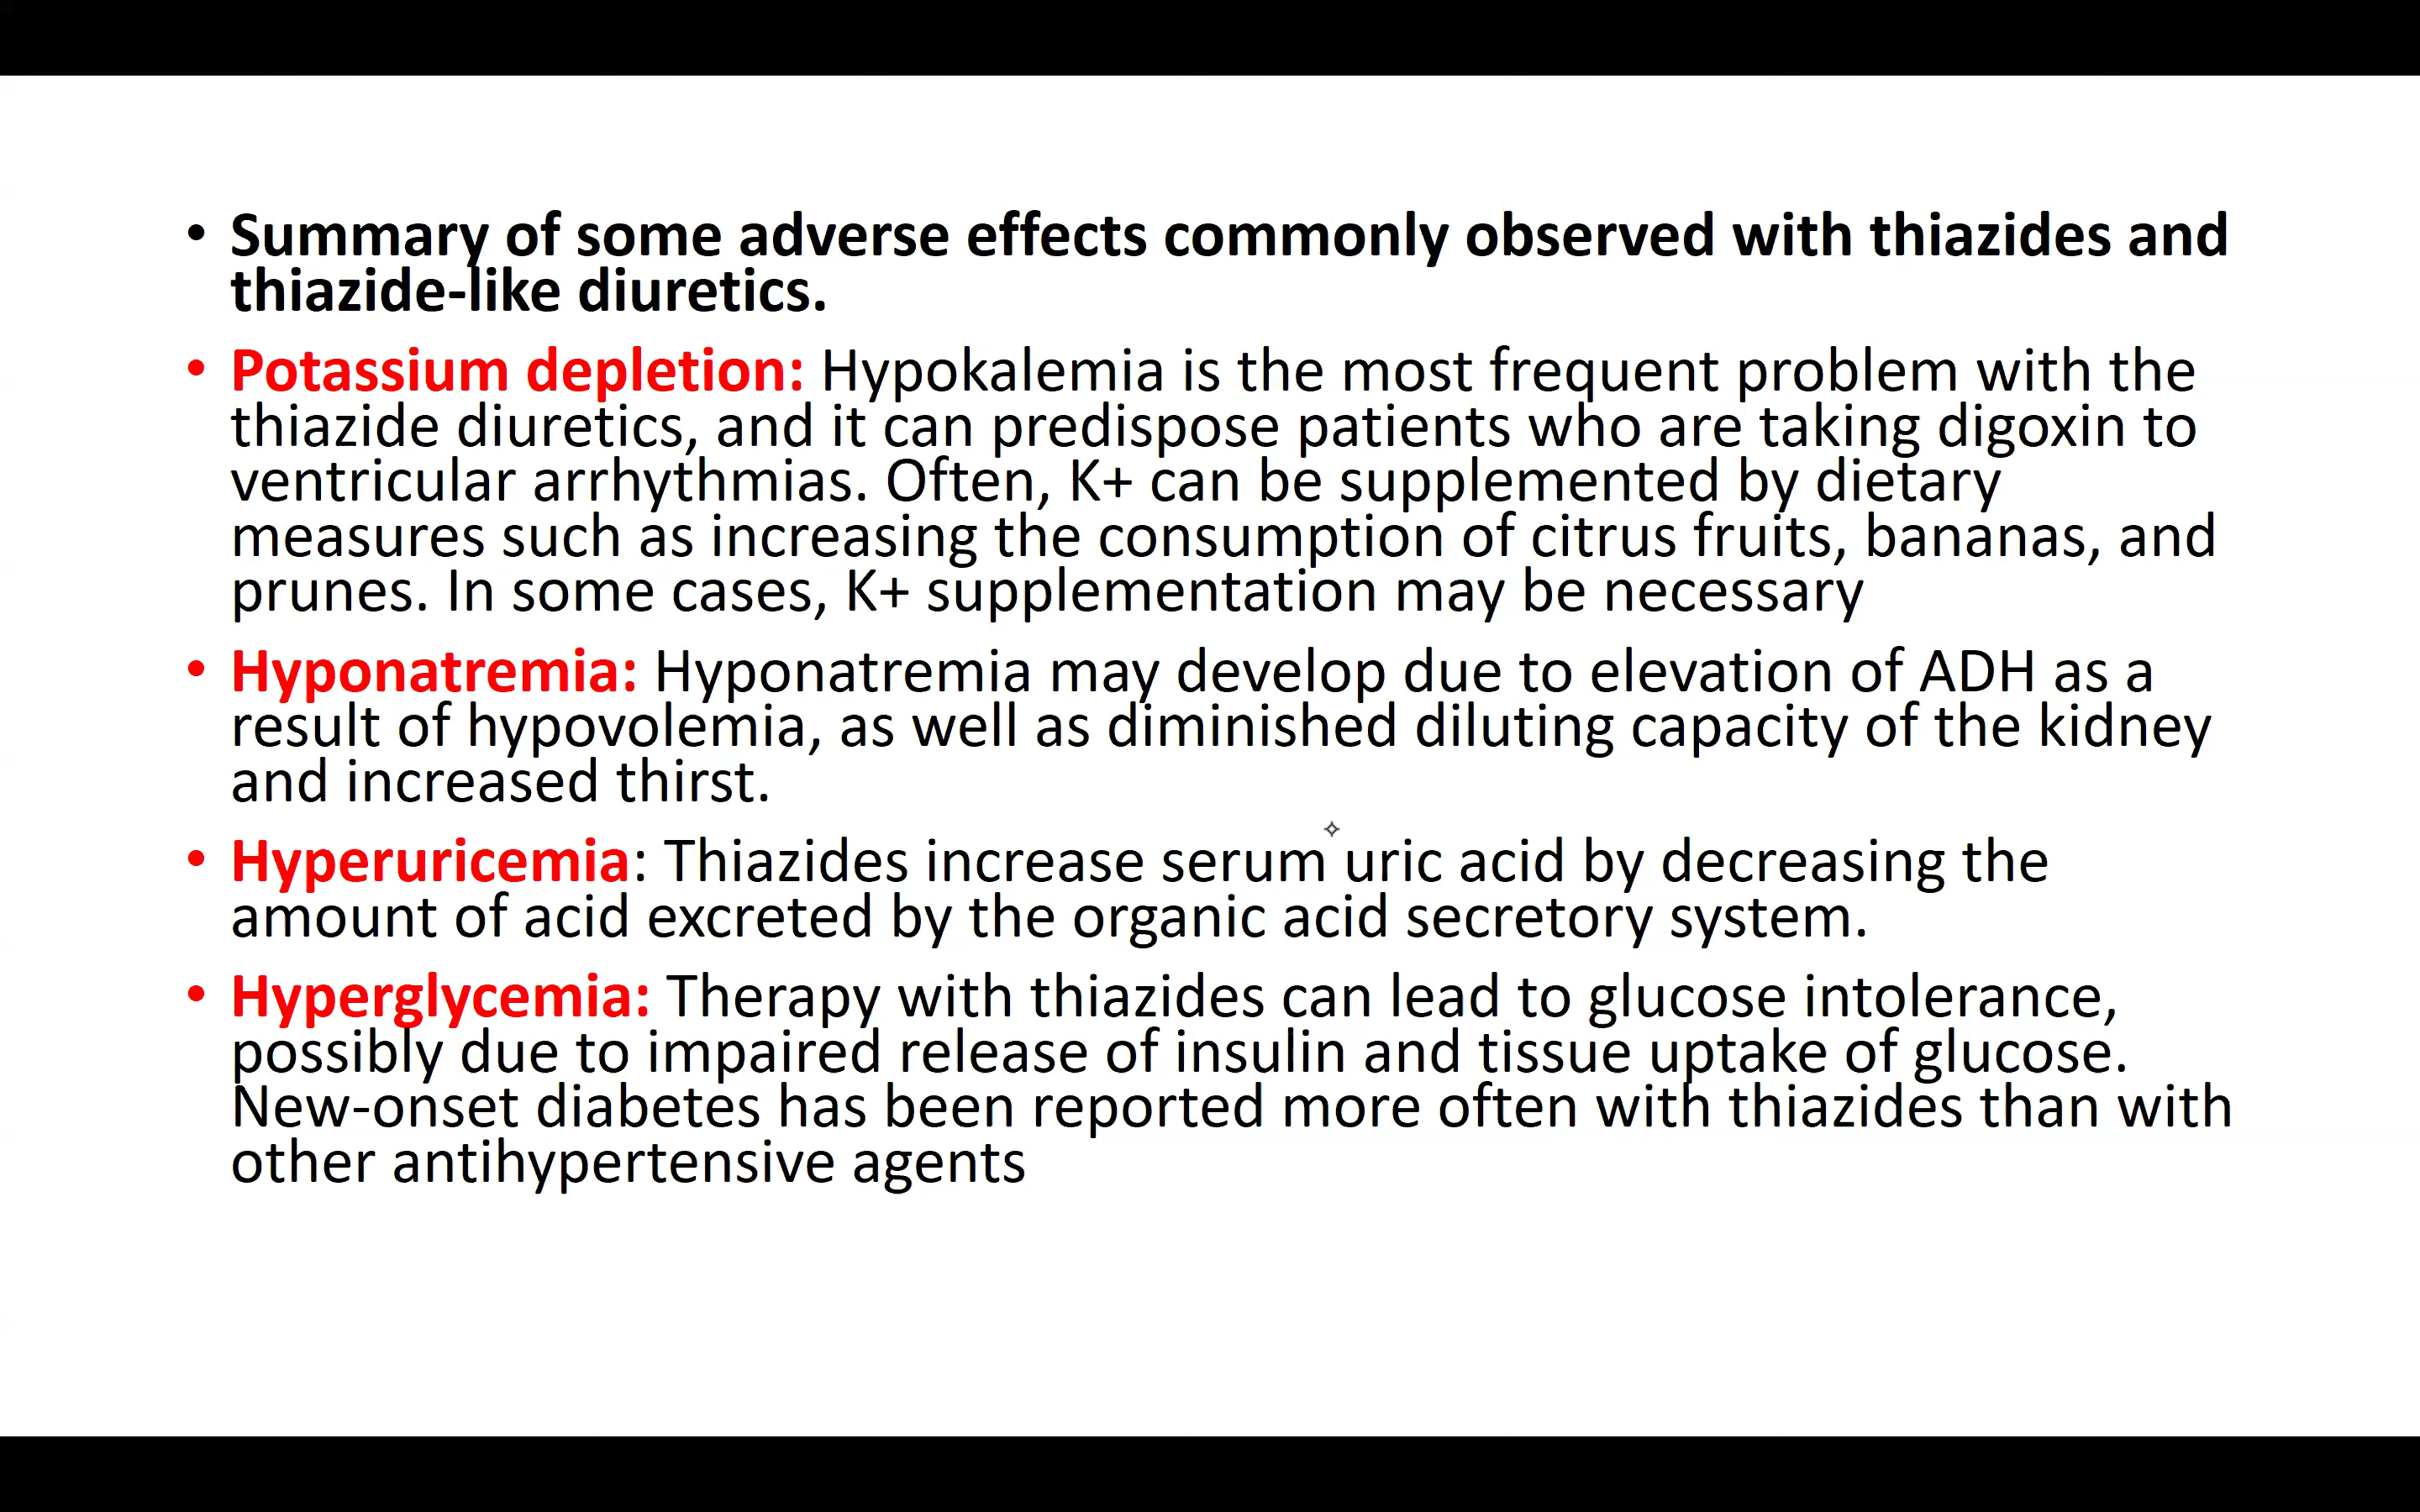 • Summary of some adverse effects commonly observed with thiazides and
thiazide-like diuretics.
• Potassium depletion: Hypokalemia is the most frequent problem with the
thiazide diuretics, and it can predispose patients who are taking digoxin to
ventricular arrhythmias. Often, K+ can be supplemented by dietary
measures such as increasing the consumption of citrus fruits, bananas, and
prunes. In some cases, K+ supplementation may be necessary
• Hyponatremia: Hyponatremia may develop due to elevation of ADH as a
result of hypovolemia, as well as diminished diluting capacity of the kidney
and increased thirst.
• Hyperuricemia: Thiazides increase serum uric acid by decreasing the
amount of acid excreted by the organic acid secretory system.
• Hyperglycemia: Therapy with thiazides can lead to glucose intolerance,
possibly due to impaired release of insulin and tissue uptake of glucose.
New-onset diabetes has been reported more often with thiazides than with
other antihypertensive agents